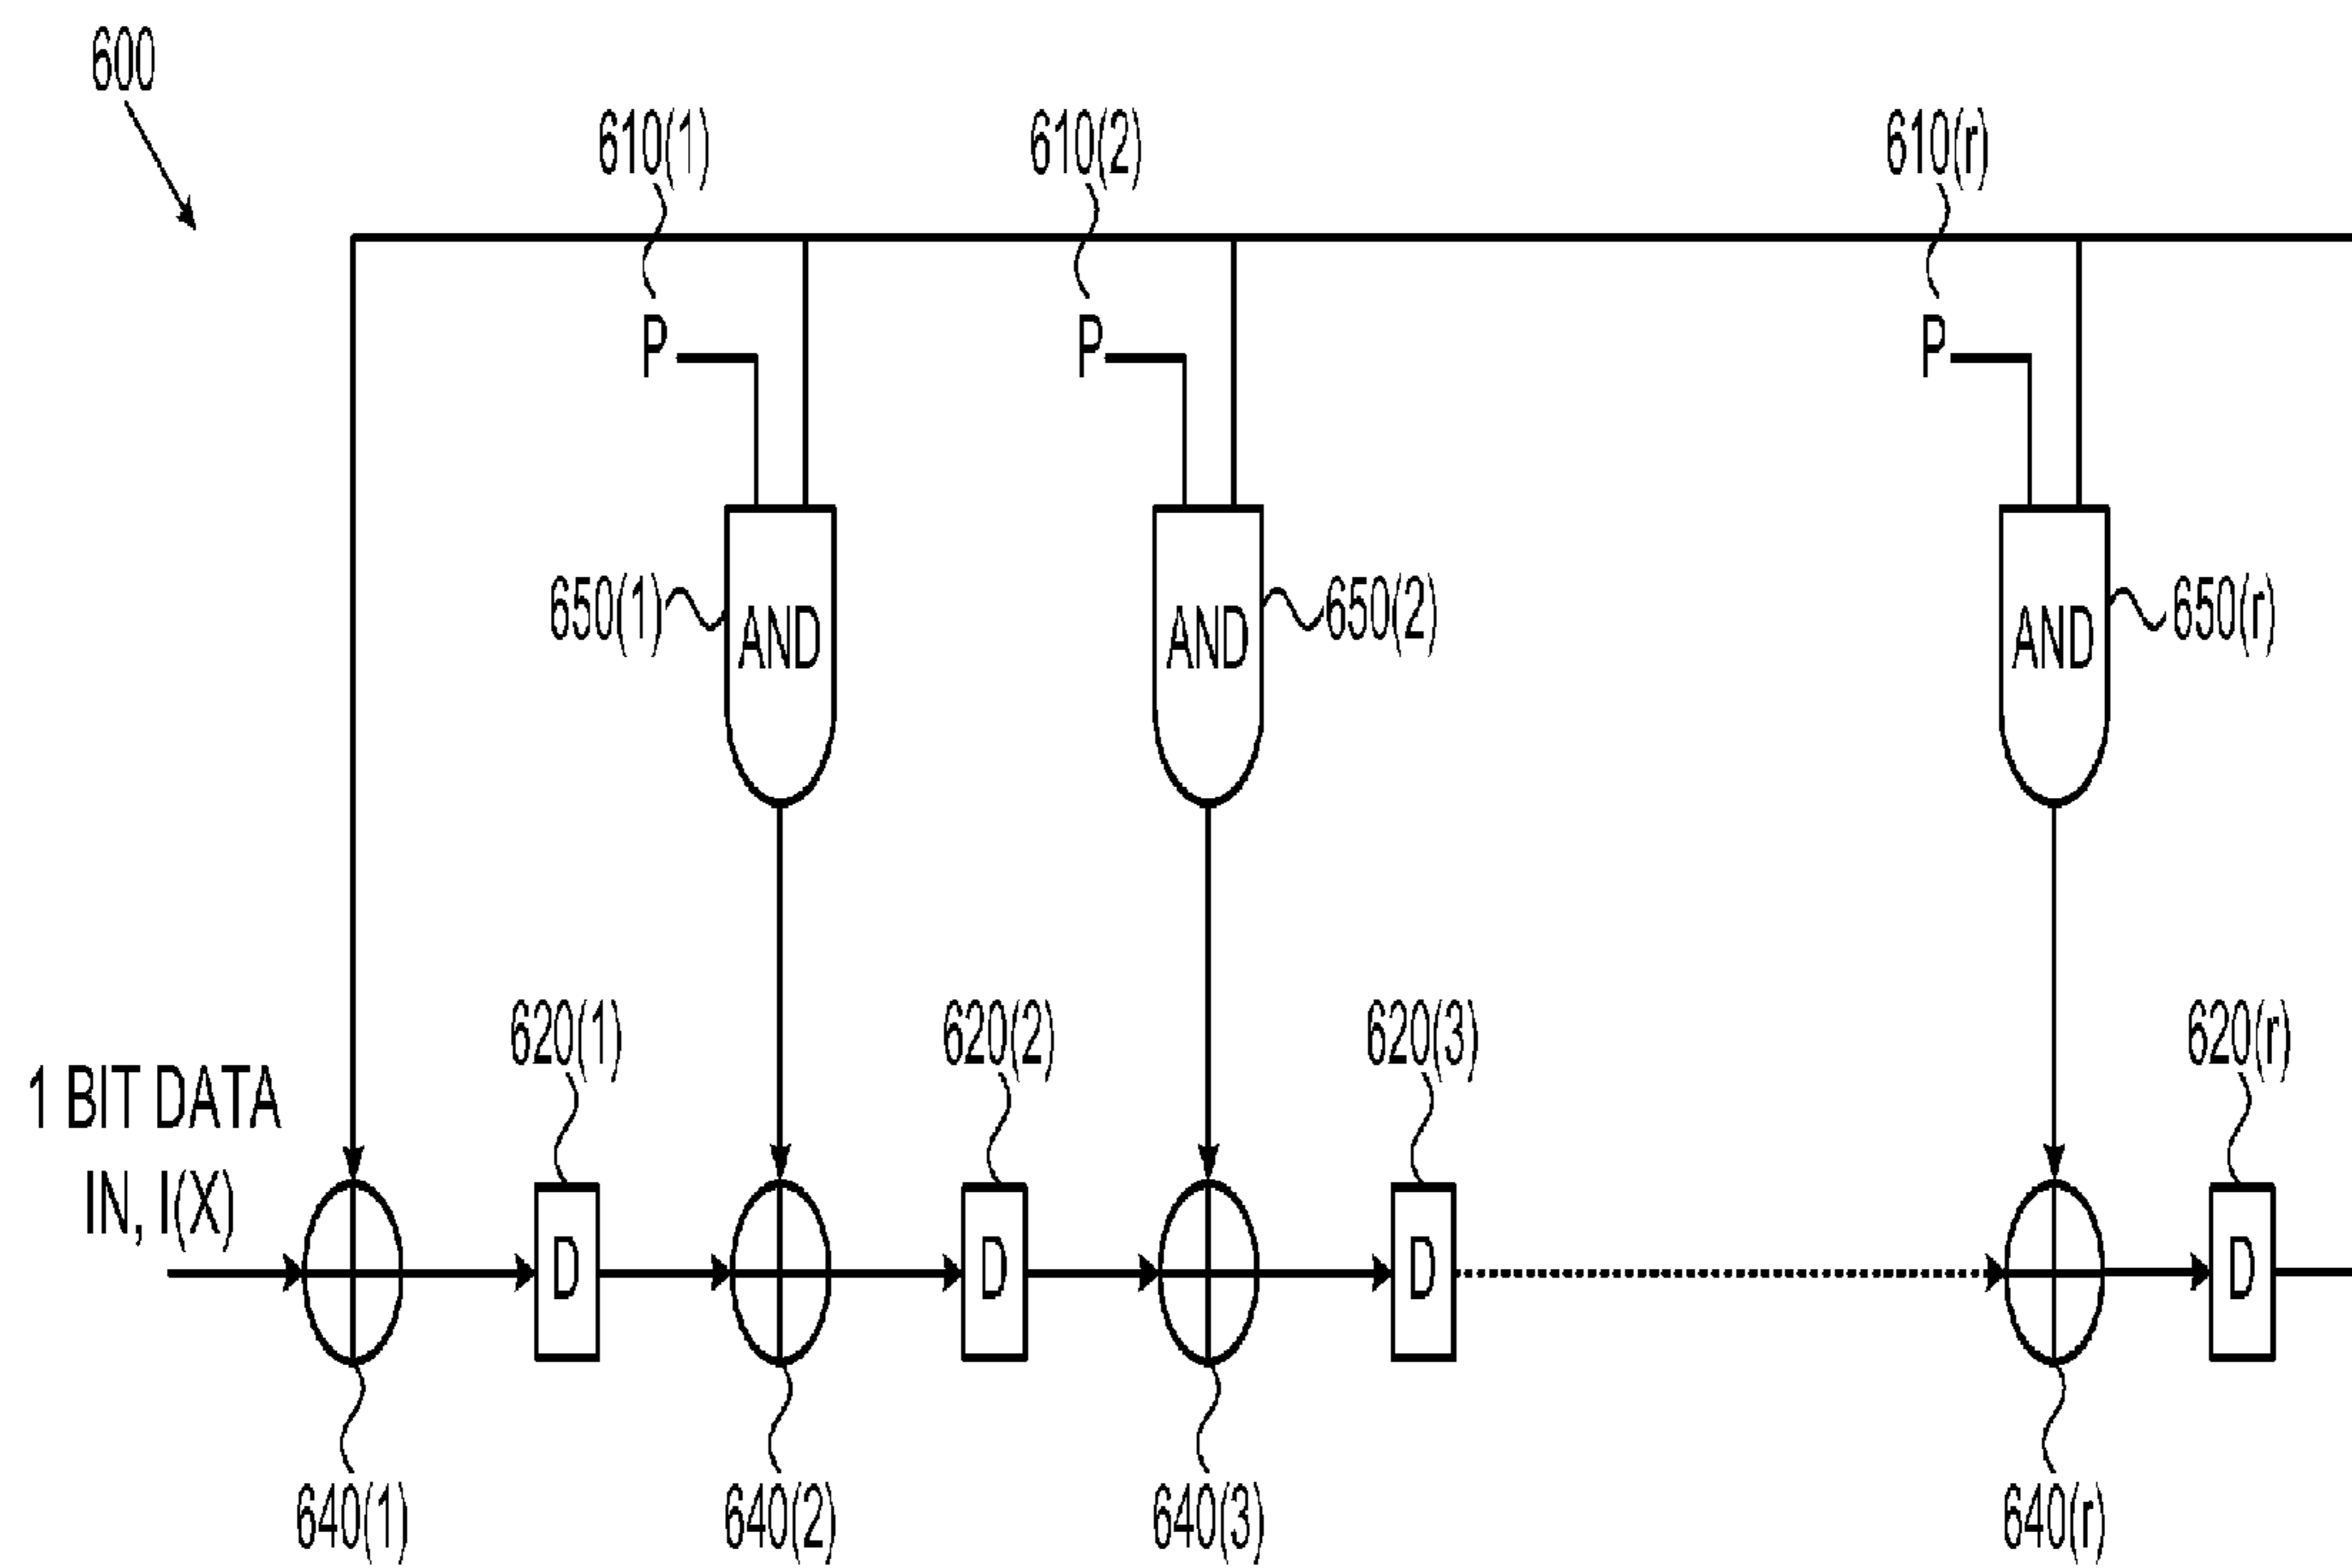 600
610(1)
610(2)
610(r)
P
P
P
650(1)
AND
AND
650(2)
AND
650(r)
620(1)
620(2)
620(3)
620(r)
1 BIT DATA
IN, I(X)
D
D
D
D
640(1)
640(2)
640(3)
640(r)